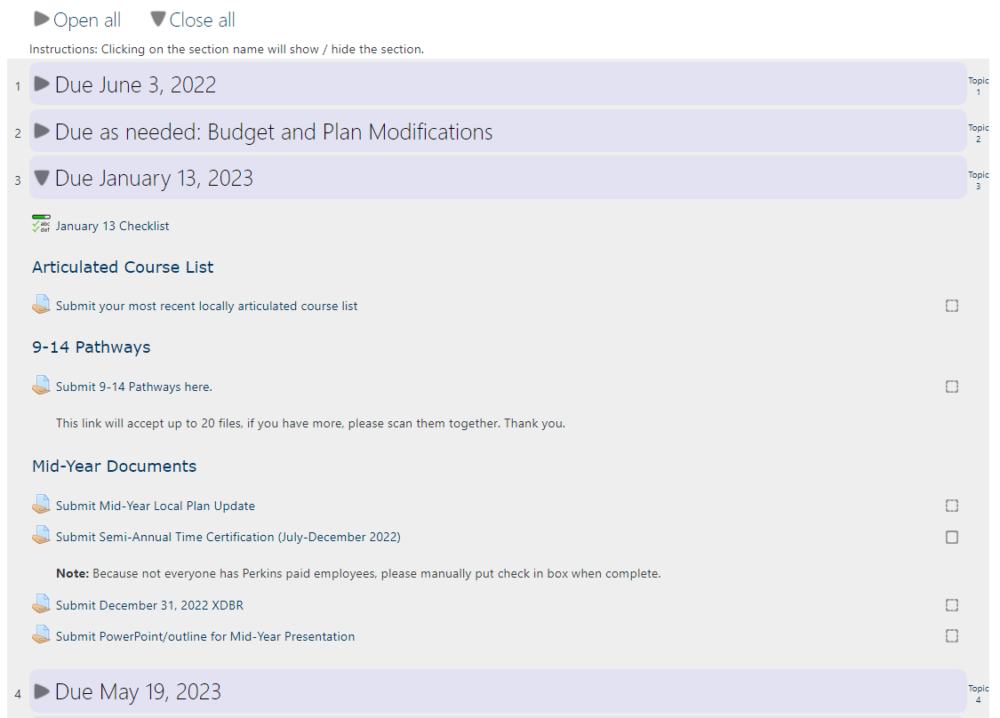 Open all Close all
Instructions: Clicking on the section name will show / hide the section.
1 Due June 3, 2022 Topic 1
2 Due as needed: Budget and Plan Modifications Topic 2
3 Due January 13, 2023 Topic 3
abc
def
January 13 Checklist
Articulated Course List
Submit your most recent locally articulated course list
9-14 Pathways
Submit 9-14 Pathways here.
This link will accept up to 20 files, if you have more, please scan them together. Thank you.
Mid-Year Documents
Submit Mid-Year Local Plan Update
Submit Semi-Annual Time Certification (July-December 2022)
Note: Because not everyone has Perkins paid employees, please manually put check in box when complete.
Submit December 31, 2022 XDBR
Submit PowerPoint/outline for Mid-Year Presentation
4 Due May 19, 2023 Topic 4